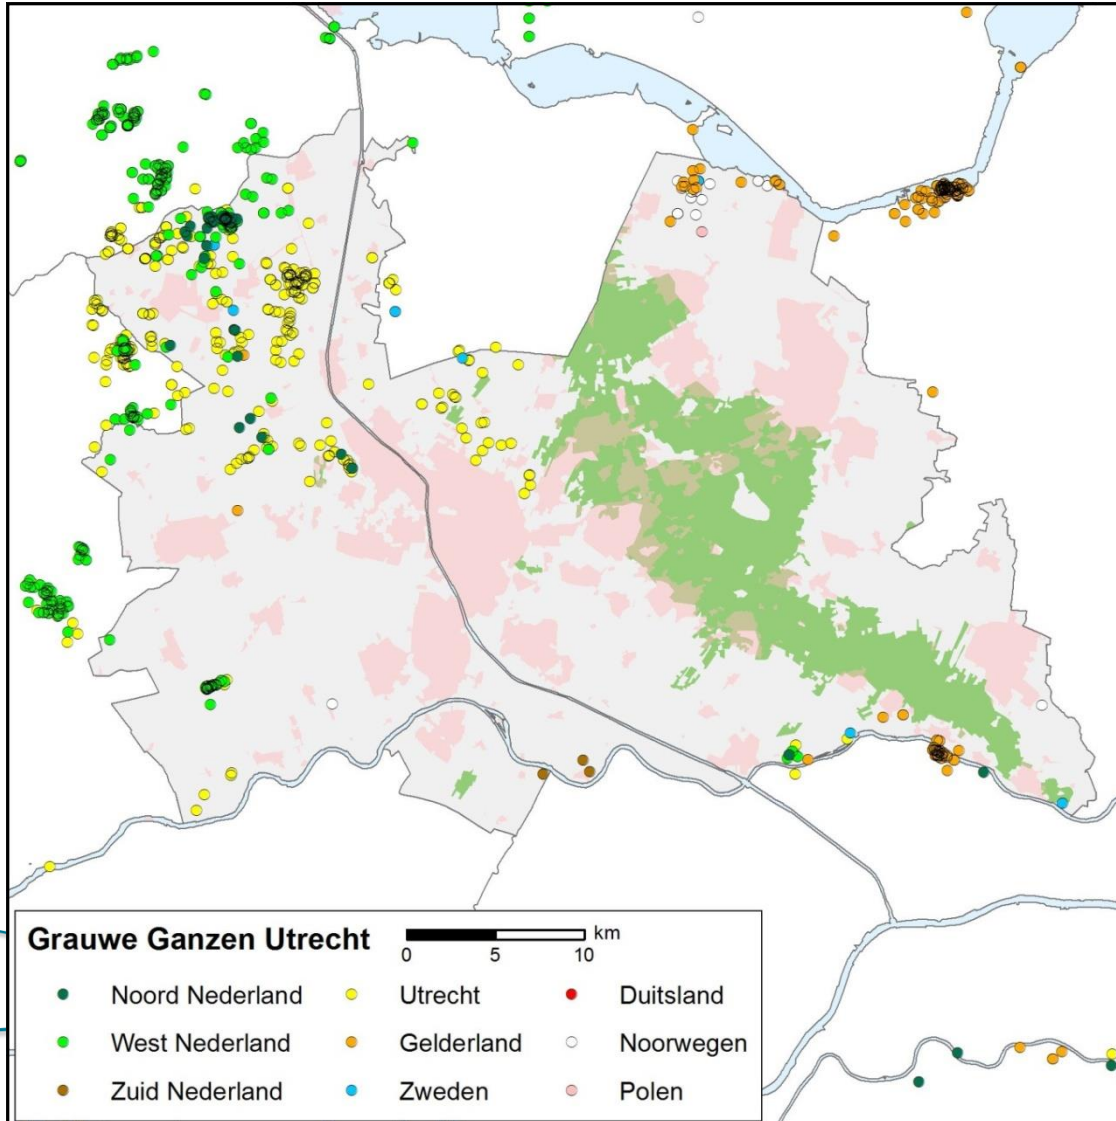 Grauwe Ganzen Utrecht
km
0 5 10
Noord Nederland Utrecht Duitsland
West Nederland Gelderland Noorwegen
Zuid Nederland Zweden Polen